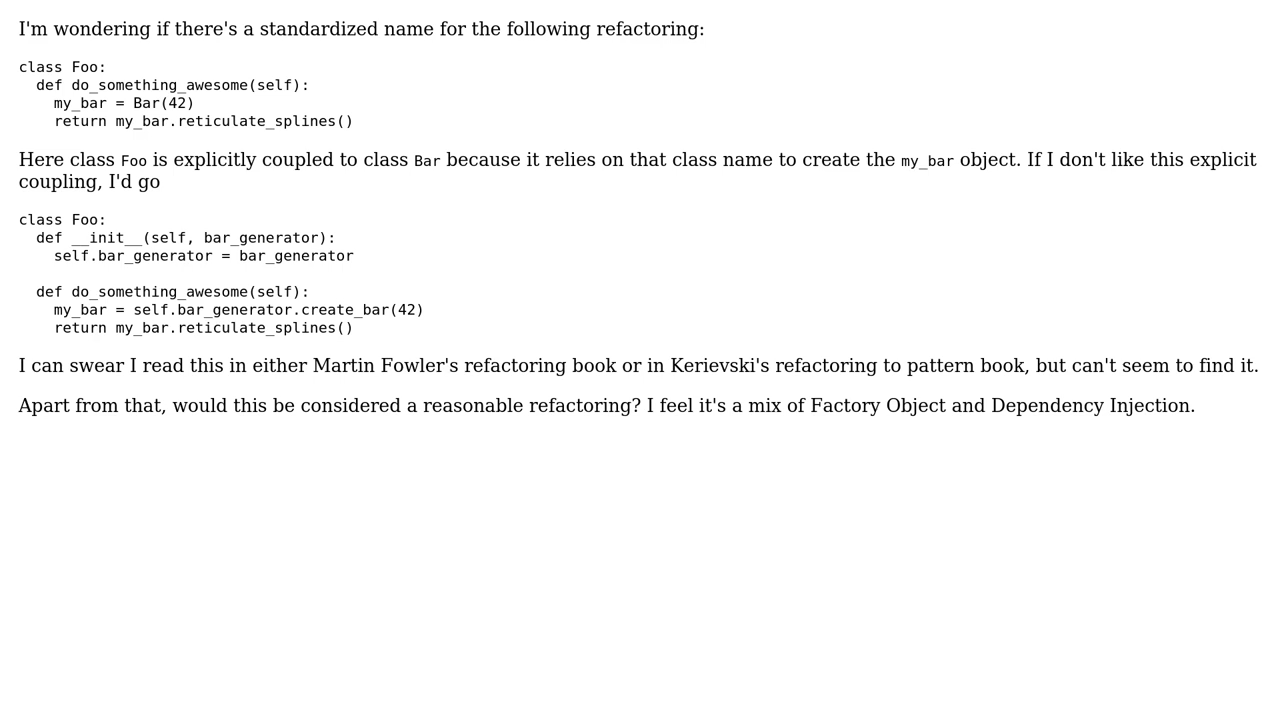 I'm wondering if there's a standardized name for the following refactoring:
class Foo:
  def do_something_awesome(self):
    my_bar = Bar(42)
    return my_bar.reticulate_splines()
Here class Foo is explicitly coupled to class Bar because it relies on that class name to create the my_bar object. If I don't like this explicit
coupling, I'd go
class Foo:
  def __init__(self, bar_generator):
    self.bar_generator = bar_generator
  def do_something_awesome(self):
    my_bar = self.bar_generator.create_bar(42)
    return my_bar.reticulate_splines()
I can swear I read this in either Martin Fowler's refactoring book or in Kerievski's refactoring to pattern book, but can't seem to find it.
Apart from that, would this be considered a reasonable refactoring? I feel it's a mix of Factory Object and Dependency Injection.